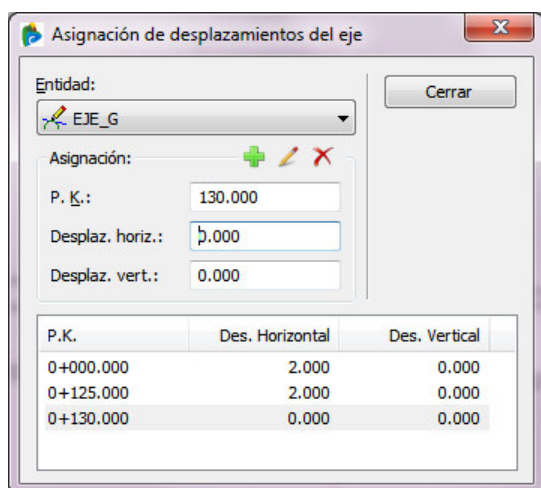 Asignación de desplazamientos del eje
Entidad:
EJE_G
Cerrar
Asignación:
P. K.: 130.000
Desplaz. horiz.: 0.000
Desplaz. vert.: 0.000
P.K. Des. Horizontal Des. Vertical
0+000.000 2.000 0.000
0+125.000 2.000 0.000
0+130.000 0.000 0.000